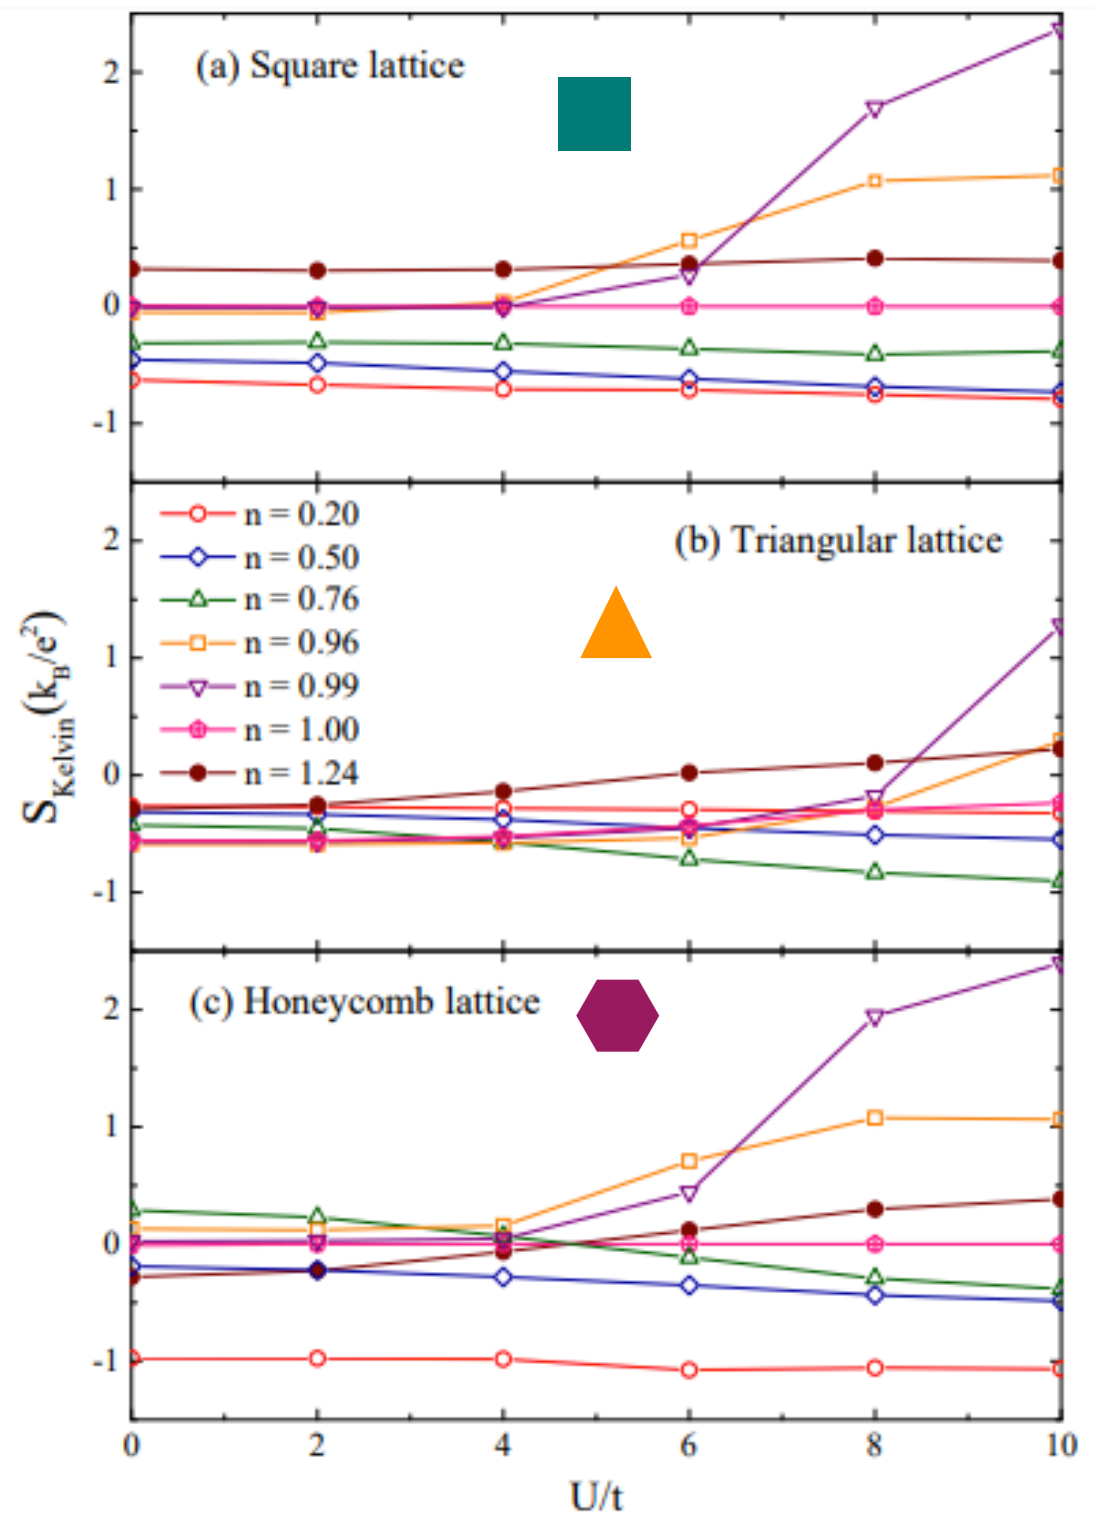 (a) Square lattice
2
1
0
-1
n = 0.20
n = 0.50
n = 0.76
n = 0.96
n = 0.99
n = 1.00
n = 1.24
(b) Triangular lattice
2
1
0
-1
S_Kelvin(k_B/e²)
(c) Honeycomb lattice
2
1
0
-1
0 2 4 6 8 10
U/t